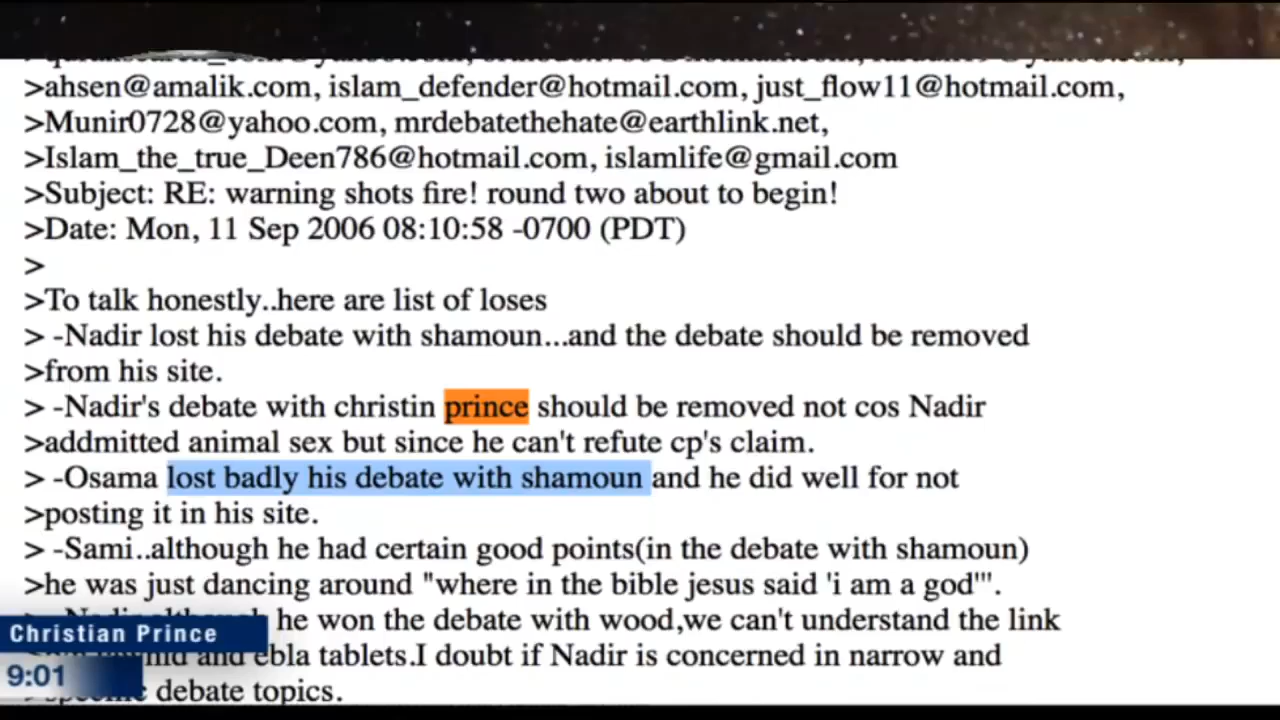 >ahsen@amalik.com, islam_defender@hotmail.com, just_flow11@hotmail.com,
>Munir0728@yahoo.com, mrdebatethehate@earthlink.net,
>Islam_the_true_Deen786@hotmail.com, islamlife@gmail.com
>Subject: RE: warning shots fire! round two about to begin!
>Date: Mon, 11 Sep 2006 08:10:58 -0700 (PDT)
>
>To talk honestly..here are list of loses
> -Nadir lost his debate with shamoun...and the debate should be removed
>from his site.
> -Nadir's debate with christin prince should be removed not cos Nadir
>addmitted animal sex but since he can't refute cp's claim.
> -Osama lost badly his debate with shamoun and he did well for not
>posting it in his site.
> -Sami..although he had certain good points(in the debate with shamoun)
>he was just dancing around "where in the bible jesus said 'i am a god'".
he won the debate with wood,we can't understand the link
Christian Prince
and ebla tablets.I doubt if Nadir is concerned in narrow and
9:01
debate topics.